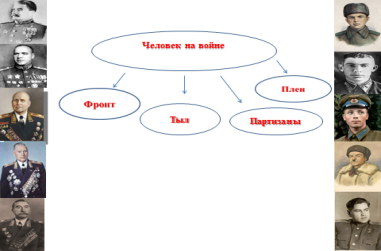 Человек на войне
Фронт
Тыл
Партизаны
Плен